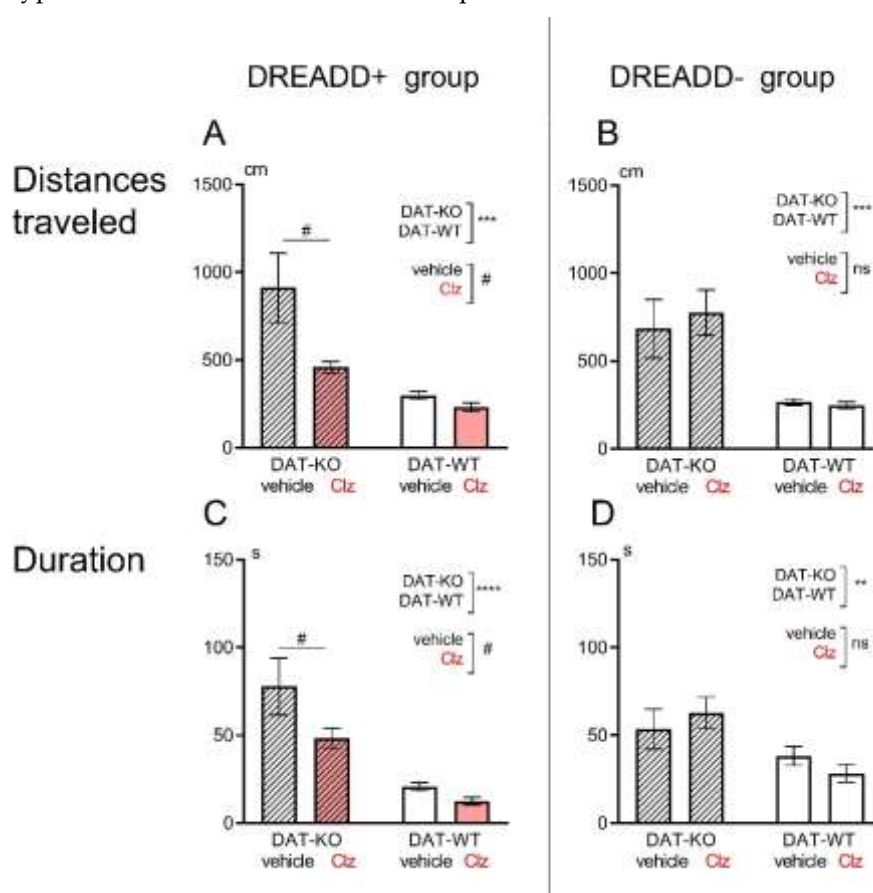 DREADD+ group
DREADD- group
A
B
Distances
traveled
cm
1500
1000
500
0
#
DAT-KO
DAT-WT
***
vehicle
Clz
#
DAT-KO
DAT-WT
vehicle Clz
vehicle Clz
cm
1500
1000
500
0
DAT-KO
DAT-WT
***
vehicle
Clz
ns
DAT-KO
DAT-WT
vehicle Clz
vehicle Clz
C
D
Duration
s
150
100
50
0
#
DAT-KO
DAT-WT
****
vehicle
Clz
#
DAT-KO
DAT-WT
vehicle Clz
vehicle Clz
s
150
100
50
0
DAT-KO
DAT-WT
**
vehicle
Clz
ns
DAT-KO
DAT-WT
vehicle Clz
vehicle Clz